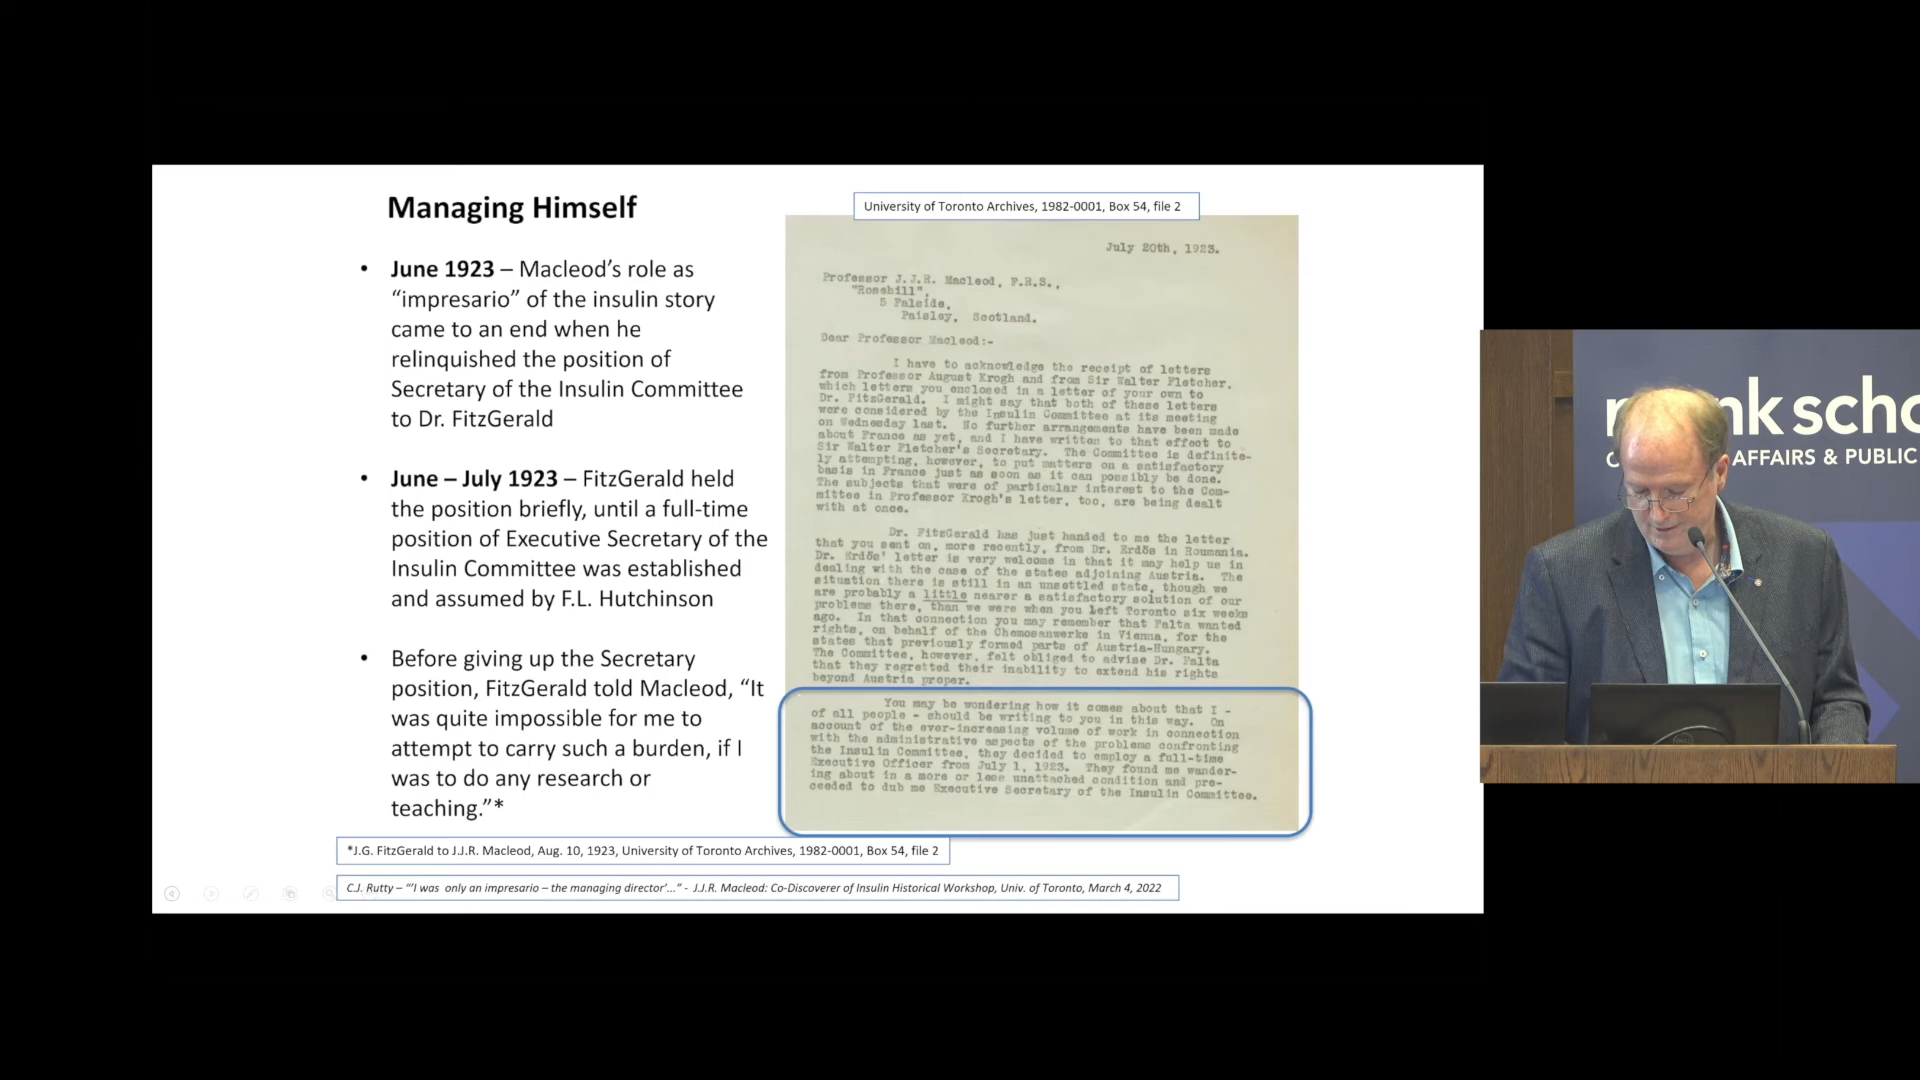 Managing Himself
• June 1923 – Macleod’s role as
“impresario” of the insulin story
came to an end when he
relinquished the position of
Secretary of the Insulin Committee
to Dr. FitzGerald
• June – July 1923 – FitzGerald held
the position briefly, until a full-time
position of Executive Secretary of the
Insulin Committee was established
and assumed by F.L. Hutchinson
• Before giving up the Secretary
position, FitzGerald told Macleod, “It
was quite impossible for me to
attempt to carry such a burden, if I
was to do any research or
teaching.”*
University of Toronto Archives, 1982-0001, Box 54, file 2
July 20th, 1923.
Professor J.J.R. Macleod, F.R.S.,
"Rosehill",
5 Falside,
Paisley, Scotland.
Dear Professor Macleod:-
I have to acknowledge the receipt of letters
from Professor August Krogh and from Sir Walter Fletcher,
which letters you enclosed in a letter of your own to
Dr. FitzGerald. I might say that both of these letters
were considered by the Insulin Committee at its meeting
on Wednesday last. No further arrangements have been made
about France as yet, and I have written to that effect to
Sir Walter Fletcher's Secretary. The Committee is definite-
ly attempting, however, to put matters on a satisfactory
basis in France just as soon as it can possibly be done.
The subjects that were of particular interest to the Com-
mittee in Professor Krogh's letter, too, are being dealt
with at once.
Dr. FitzGerald has just handed to me the letter
that you sent on, more recently, from Dr. Erdös in Roumania.
Dr. Erdös' letter is very welcome in that it may help us in
dealing with the case of the states adjoining Austria. The
situation there is still in an unsettled state, though we
are probably a little nearer a satisfactory solution of our
problems there, than we were when you left Toronto six weeks
ago. In that connection you may remember that Falta wanted
rights, on behalf of the Chemosanwerke in Vienna, for the
states that previously formed parts of Austria-Hungary.
The Committee, however, felt obliged to advise Dr. Falta
that they regretted their inability to extend his rights
beyond Austria proper.
You may be wondering how it comes about that I -
of all people - should be writing to you in this way. On
account of the ever-increasing volume of work in connection
with the administrative aspects of the problems confronting
the Insulin Committee, they decided to employ a full-time
Executive Officer from July 1, 1923. They found me wander-
ing about in a more or less unattached condition and pro-
ceeded to dub me Executive Secretary of the Insulin Committee.
*J.G. FitzGerald to J.J.R. Macleod, Aug. 10, 1923, University of Toronto Archives, 1982-0001, Box 54, file 2
C.J. Rutty – “‘I was only an impresario – the managing director’...” - J.J.R. Macleod: Co-Discoverer of Insulin Historical Workshop, Univ. of Toronto, March 4, 2022
AFFAIRS & PUBLIC